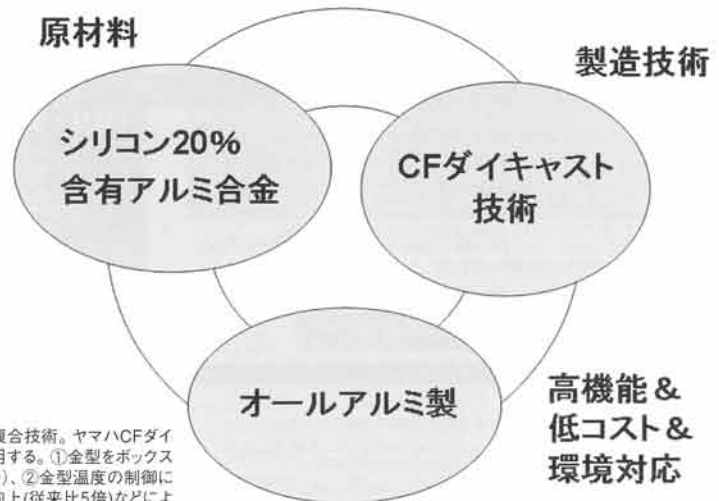 原材料
製造技術
シリコン20%
含有アルミ合金
CFダイキャスト
技術
オールアルミ製
高機能&
低コスト&
環境対応
複合技術。ヤマハCFダイ
用する。①金型をボックス
、②金型温度の制御に
向上(従来比5倍)などによ